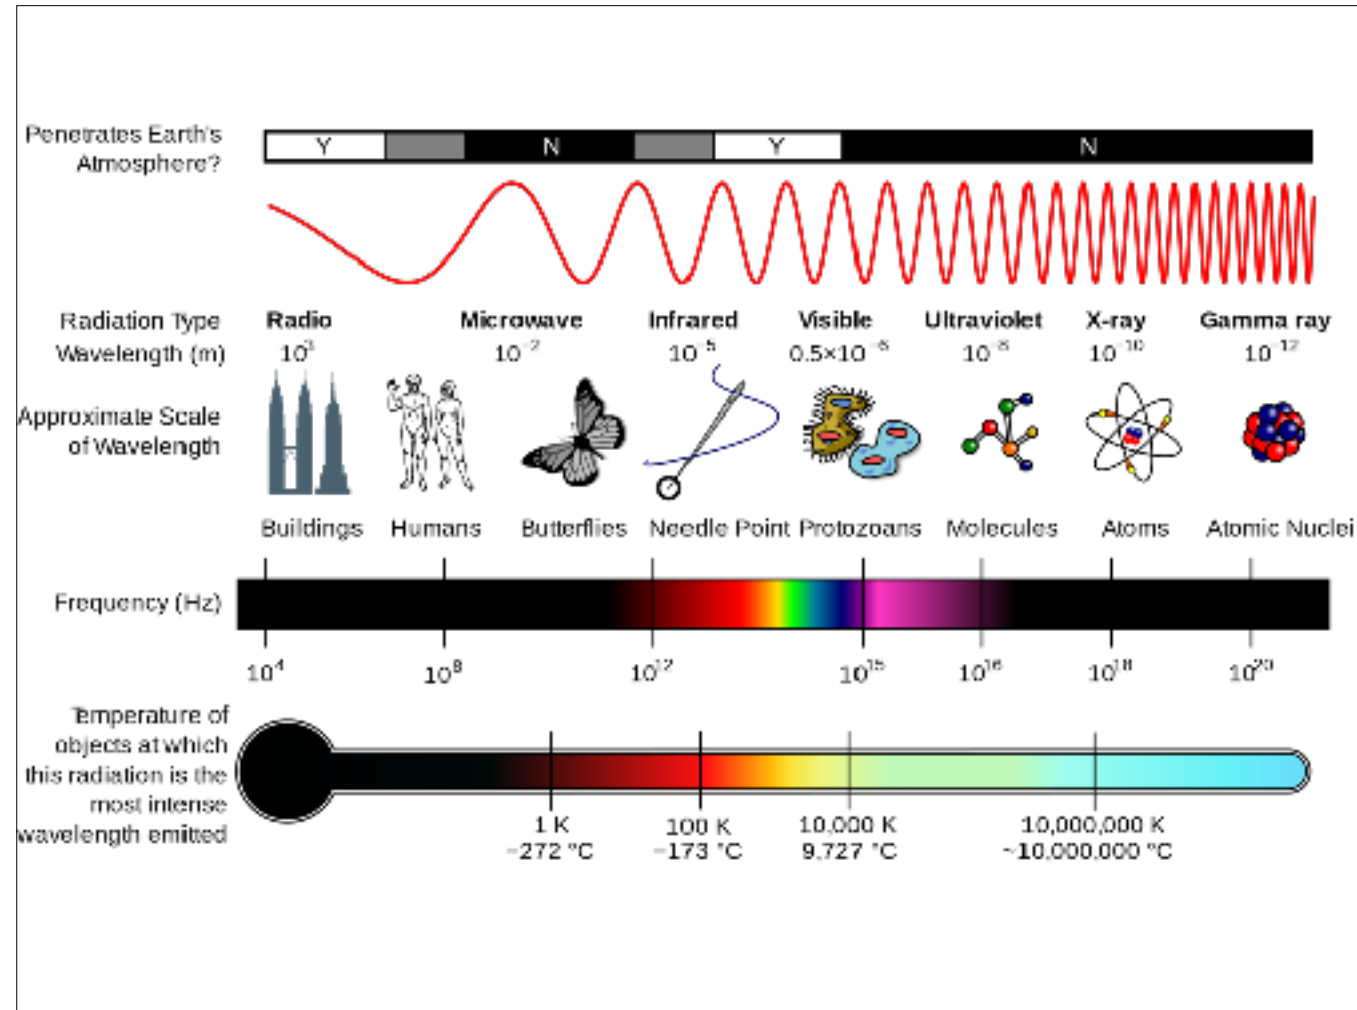 Penetrates Earth's
Atmosphere?
Y N Y N
Radiation Type Radio Microwave Infrared Visible Ultraviolet X-ray Gamma ray
Wavelength (m) 10³ 10⁻² 10⁻⁵ 0.5×10⁻⁶ 10⁻⁸ 10⁻¹⁰ 10⁻¹²
Approximate Scale
of Wavelength
Buildings Humans Butterflies Needle Point Protozoans Molecules Atoms Atomic Nuclei
Frequency (Hz)
10⁴ 10⁸ 10¹² 10¹⁵ 10¹⁶ 10¹⁸ 10²⁰
Temperature of
objects at which
this radiation is the
most intense
wavelength emitted
1 K 100 K 10,000 K 10,000,000 K
−272 °C −173 °C 9,727 °C ~10,000,000 °C